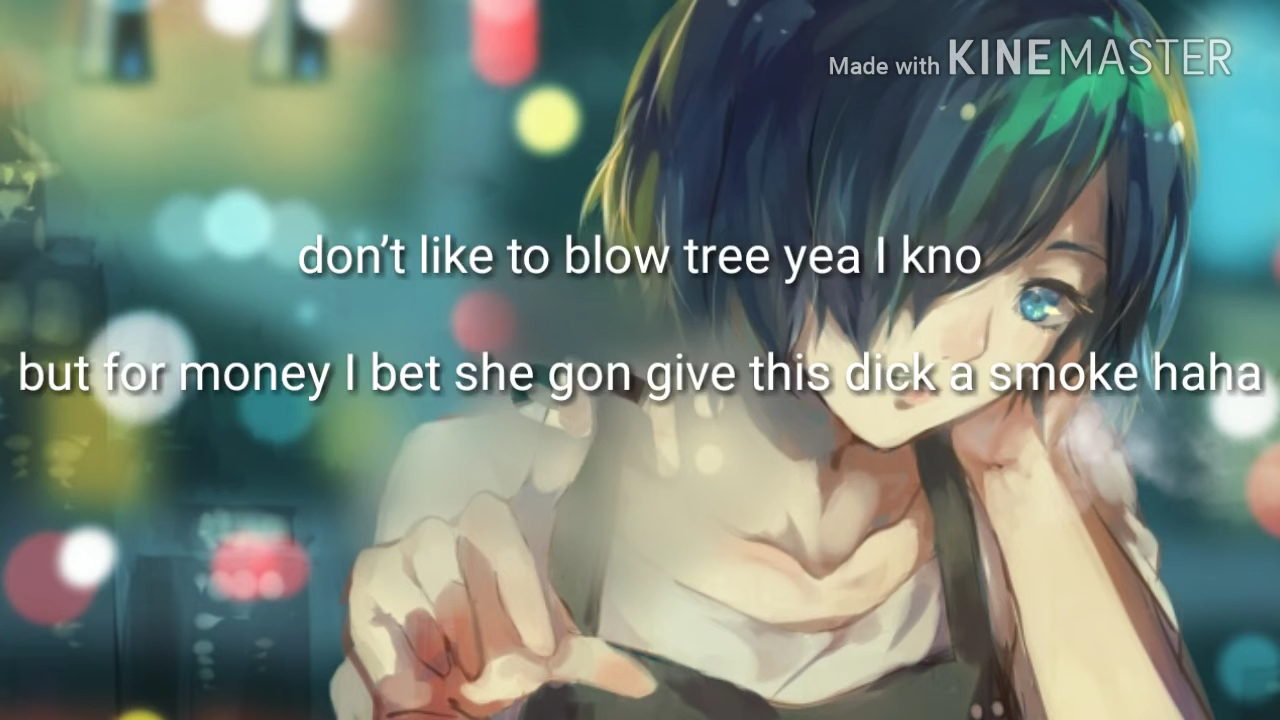 Made with KINEMASTER
don’t like to blow tree yea I kno
but for money I bet she gon give this dick a smoke haha